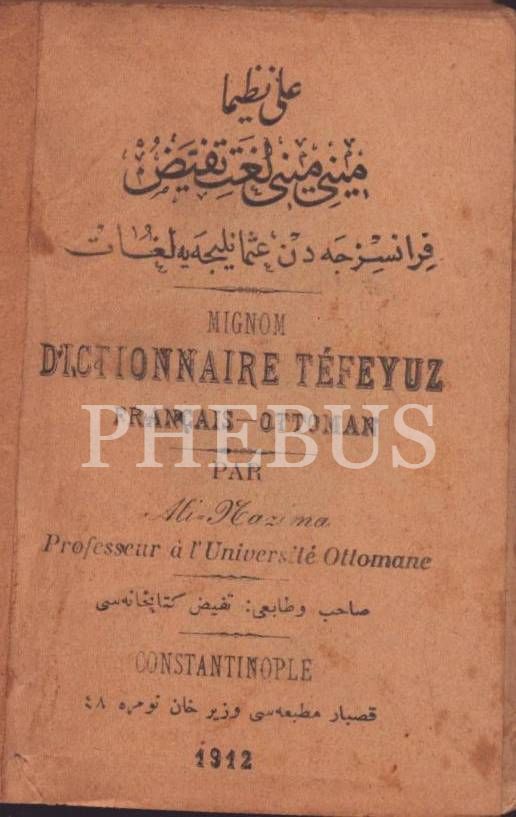 علی نظیما
مینی مینی لغت تفیض
فرانسزجه دن عثمانلیجه یه لغات
MIGNOM
DICTIONNAIRE TÉFEYUZ
FRANÇAIS – OTTOMAN
PHEBUS
PAR
Ali-Nazima
Professeur à l'Université Ottomane
صاحب وطابعی: تفیض کتابخانه سی
CONSTANTINOPLE
قصبار مطبعه سی وزیر خان نومره ٤٨
1912